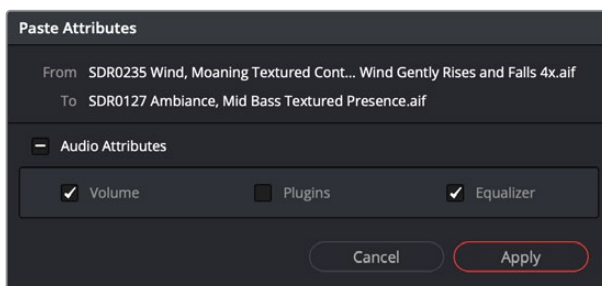 Paste Attributes
From SDR0235 Wind, Moaning Textured Cont... Wind Gently Rises and Falls 4x.aif
To SDR0127 Ambiance, Mid Bass Textured Presence.aif
Audio Attributes
Volume Plugins Equalizer
Cancel Apply